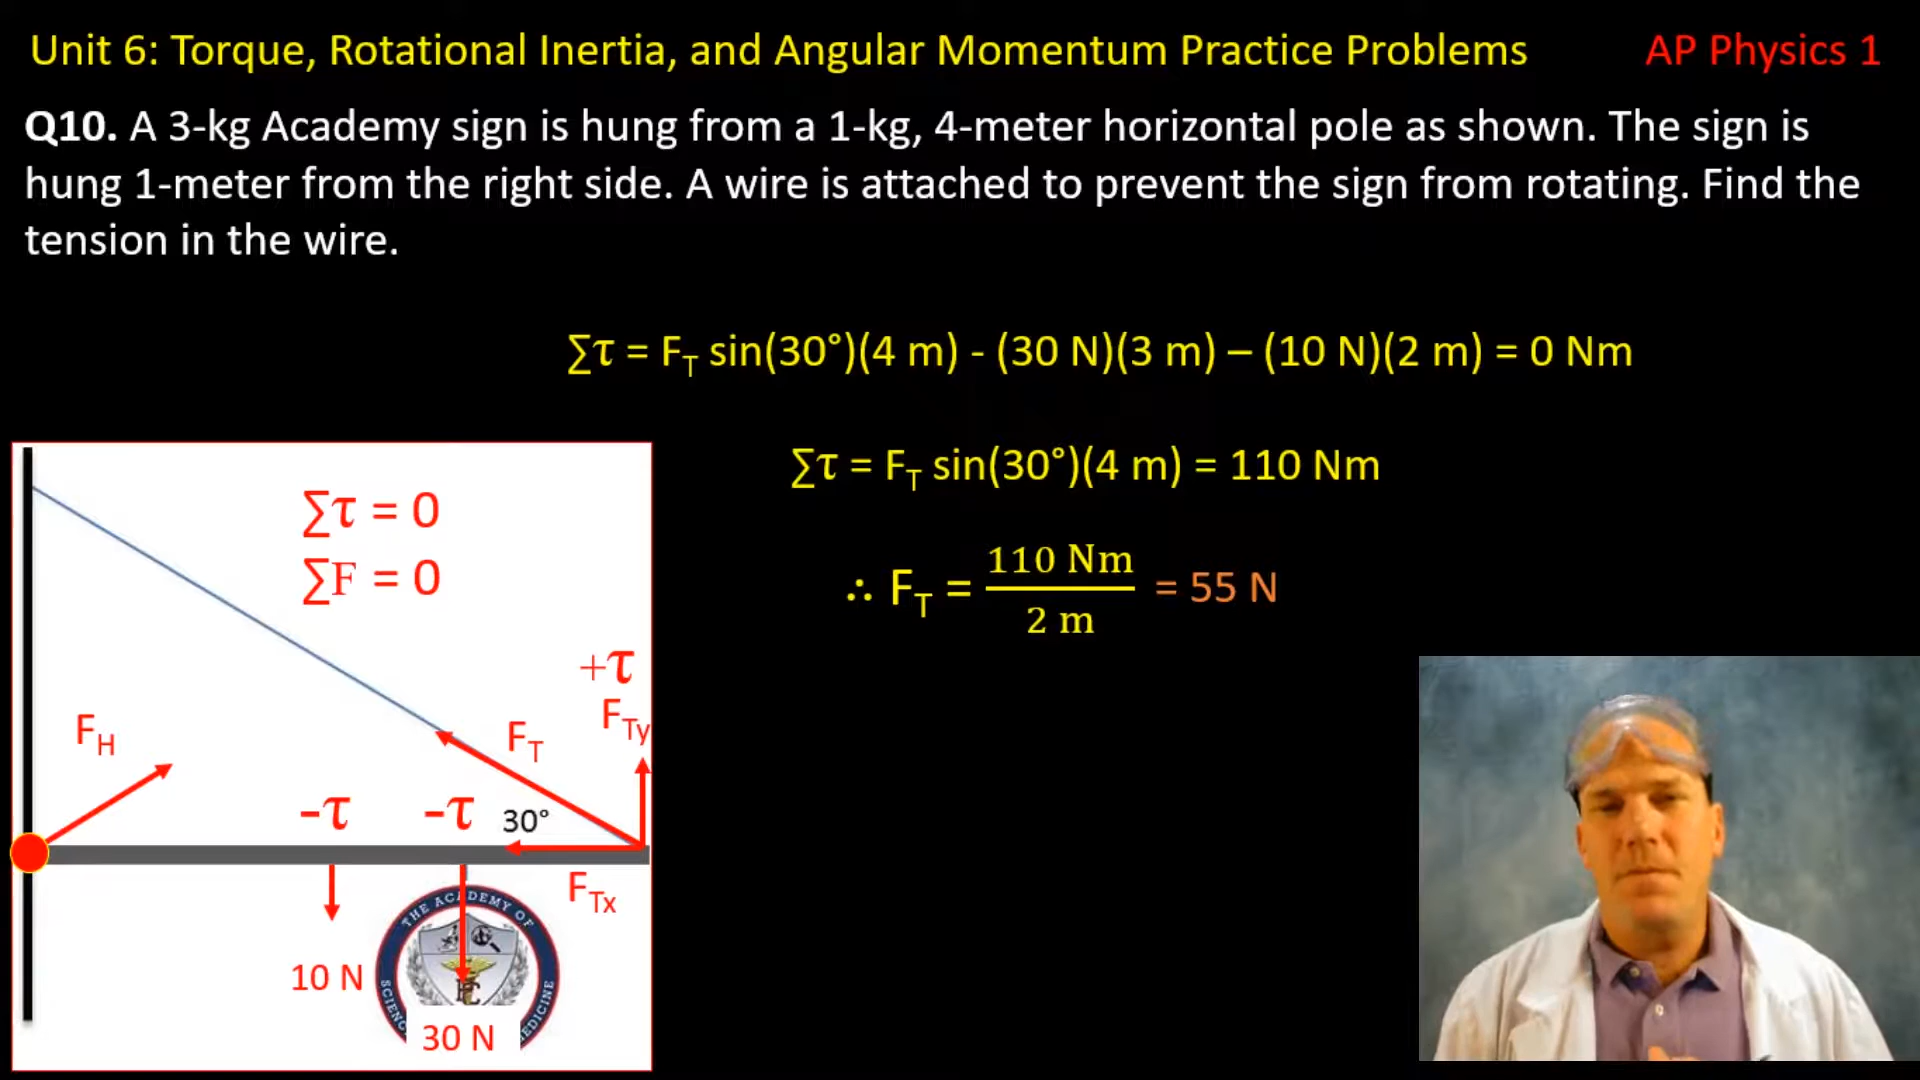 Unit 6: Torque, Rotational Inertia, and Angular Momentum Practice Problems AP Physics 1
Q10. A 3-kg Academy sign is hung from a 1-kg, 4-meter horizontal pole as shown. The sign is
hung 1-meter from the right side. A wire is attached to prevent the sign from rotating. Find the
tension in the wire.
∑τ = F_T sin(30°)(4 m) - (30 N)(3 m) – (10 N)(2 m) = 0 Nm
∑τ = F_T sin(30°)(4 m) = 110 Nm
∴ F_T = 110 Nm / 2 m = 55 N
∑τ = 0
∑F = 0
+τ
F_Ty
F_H
F_T
-τ
-τ
30°
F_Tx
THE ACADEMY OF
10 N
30 N